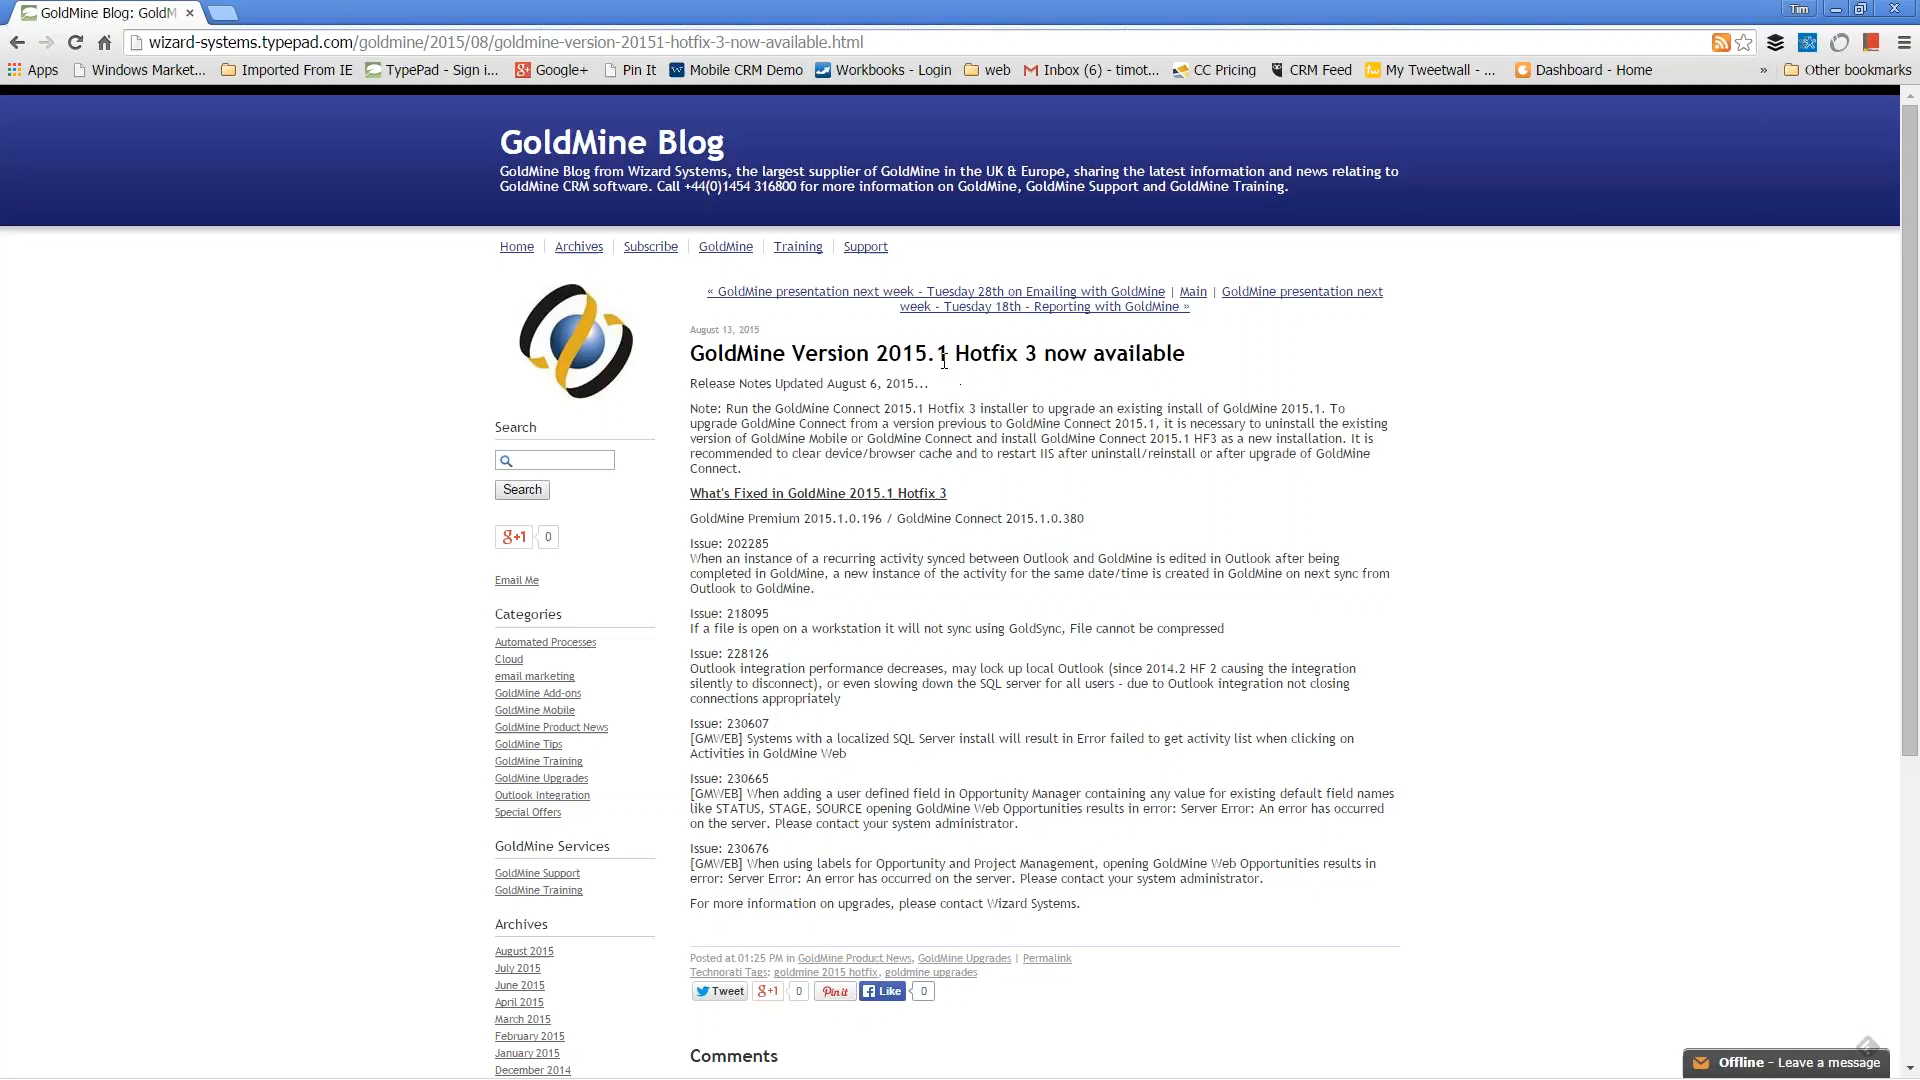 GoldMine Blog: GoldM
Tim
wizard-systems.typepad.com/goldmine/2015/08/goldmine-version-20151-hotfix-3-now-available.html
Apps
Windows Market...
Imported From IE
TypePad - Sign i...
Google+
Pin It
Mobile CRM Demo
Workbooks - Login
web
Inbox (6) - timot...
CC Pricing
CRM Feed
My Tweetwall - ...
Dashboard - Home
»
Other bookmarks
GoldMine Blog
GoldMine Blog from Wizard Systems, the largest supplier of GoldMine in the UK & Europe, sharing the latest information and news relating to
GoldMine CRM software. Call +44(0)1454 316800 for more information on GoldMine, GoldMine Support and GoldMine Training.
Home | Archives | Subscribe | GoldMine | Training | Support
« GoldMine presentation next week - Tuesday 28th on Emailing with GoldMine | Main | GoldMine presentation next
week - Tuesday 18th - Reporting with GoldMine »
August 13, 2015
GoldMine Version 2015.1 Hotfix 3 now available
Release Notes Updated August 6, 2015...
Note: Run the GoldMine Connect 2015.1 Hotfix 3 installer to upgrade an existing install of GoldMine 2015.1. To
upgrade GoldMine Connect from a version previous to GoldMine Connect 2015.1, it is necessary to uninstall the existing
version of GoldMine Mobile or GoldMine Connect and install GoldMine Connect 2015.1 HF3 as a new installation. It is
recommended to clear device/browser cache and to restart IIS after uninstall/reinstall or after upgrade of GoldMine
Connect.
What's Fixed in GoldMine 2015.1 Hotfix 3
GoldMine Premium 2015.1.0.196 / GoldMine Connect 2015.1.0.380
Issue: 202285
When an instance of a recurring activity synced between Outlook and GoldMine is edited in Outlook after being
completed in GoldMine, a new instance of the activity for the same date/time is created in GoldMine on next sync from
Outlook to GoldMine.
Issue: 218095
If a file is open on a workstation it will not sync using GoldSync, File cannot be compressed
Issue: 228126
Outlook integration performance decreases, may lock up local Outlook (since 2014.2 HF 2 causing the integration
silently to disconnect), or even slowing down the SQL server for all users - due to Outlook integration not closing
connections appropriately
Issue: 230607
[GMWEB] Systems with a localized SQL Server install will result in Error failed to get activity list when clicking on
Activities in GoldMine Web
Issue: 230665
[GMWEB] When adding a user defined field in Opportunity Manager containing any value for existing default field names
like STATUS, STAGE, SOURCE opening GoldMine Web Opportunities results in error: Server Error: An error has occurred
on the server. Please contact your system administrator.
Issue: 230676
[GMWEB] When using labels for Opportunity and Project Management, opening GoldMine Web Opportunities results in
error: Server Error: An error has occurred on the server. Please contact your system administrator.
For more information on upgrades, please contact Wizard Systems.
Posted at 01:25 PM in GoldMine Product News, GoldMine Upgrades | Permalink
Technorati Tags: goldmine 2015 hotfix, goldmine upgrades
Tweet
g+1
0
Pin it
Like
0
Comments
Search
Search
g+1
0
Email Me
Categories
Automated Processes
Cloud
email marketing
GoldMine Add-ons
GoldMine Mobile
GoldMine Product News
GoldMine Tips
GoldMine Training
GoldMine Upgrades
Outlook Integration
Special Offers
GoldMine Services
GoldMine Support
GoldMine Training
Archives
August 2015
July 2015
June 2015
April 2015
March 2015
February 2015
January 2015
December 2014
Offline - Leave a message